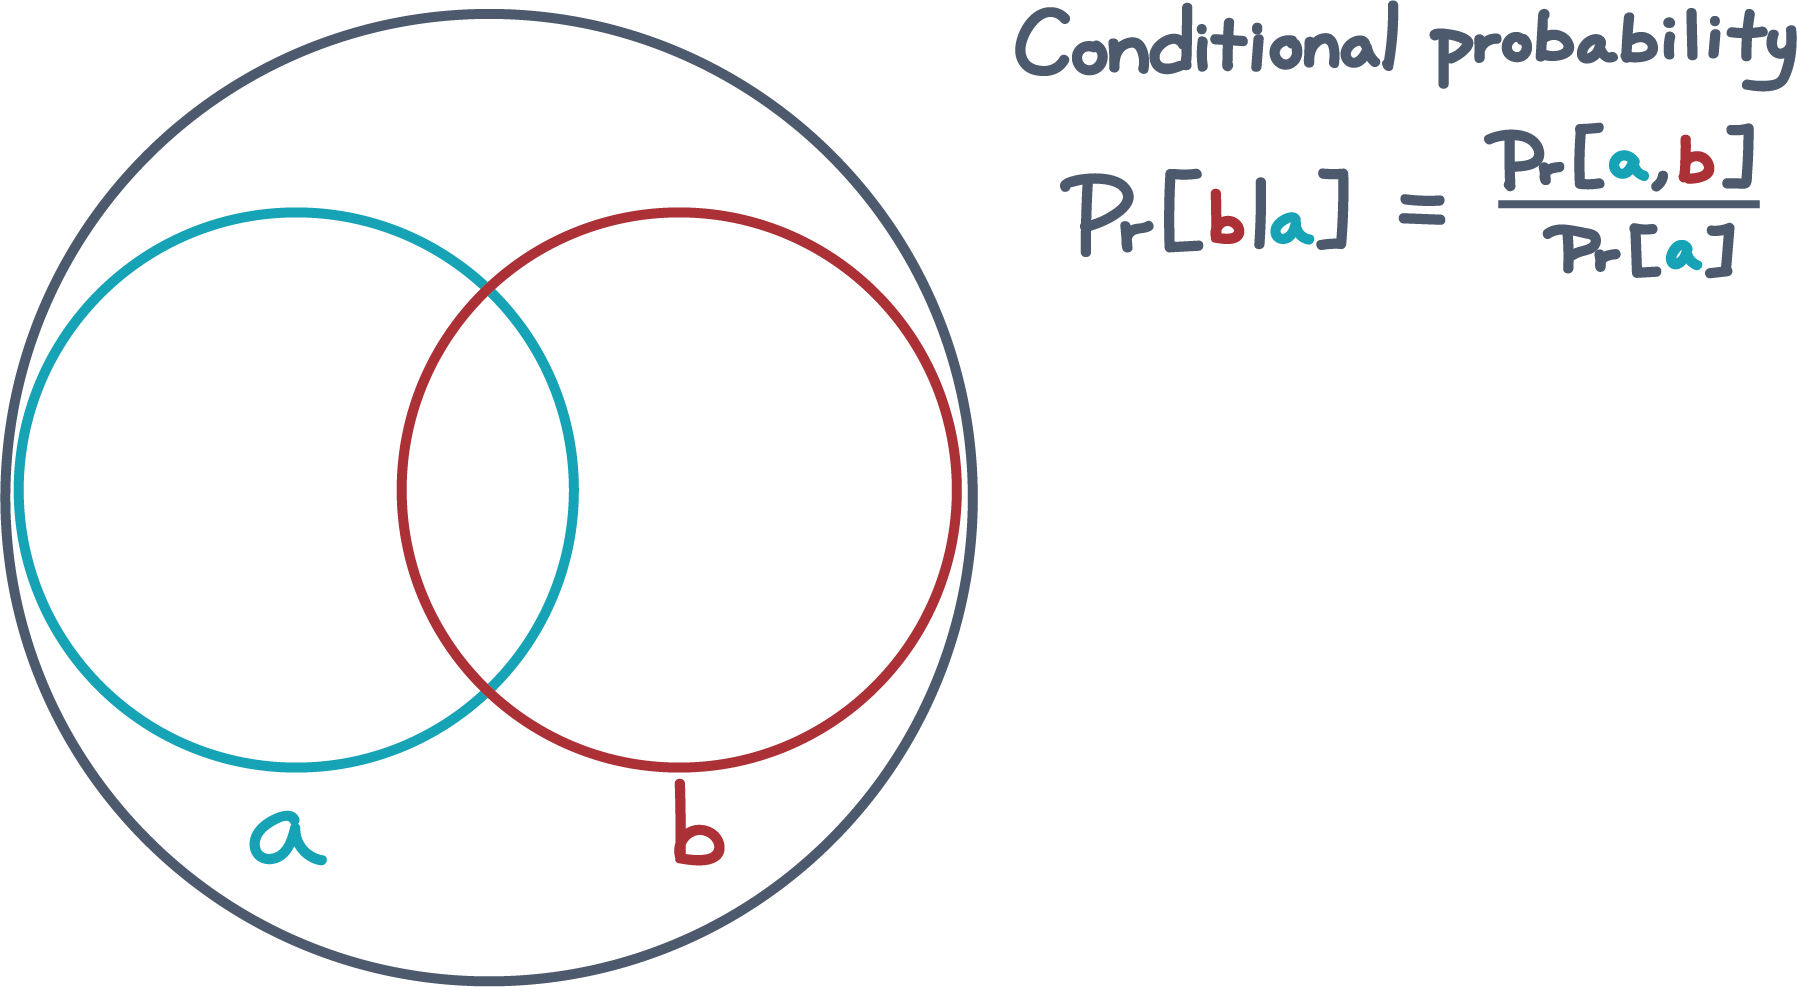 Conditional probability
Pr[b|a] = Pr[a,b]
Pr[a]
a
b